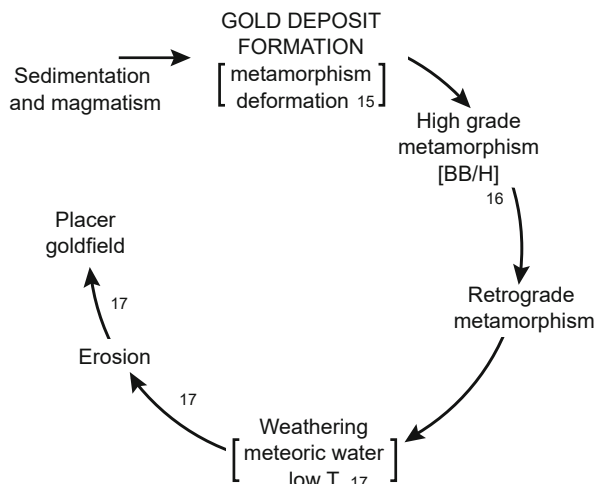 GOLD DEPOSIT
FORMATION
[metamorphism
deformation 15]
Sedimentation
and magmatism
High grade
metamorphism
[BB/H]
16
Retrograde
metamorphism
Weathering
[meteoric water]
low T 17
17
Erosion
17
Placer
goldfield